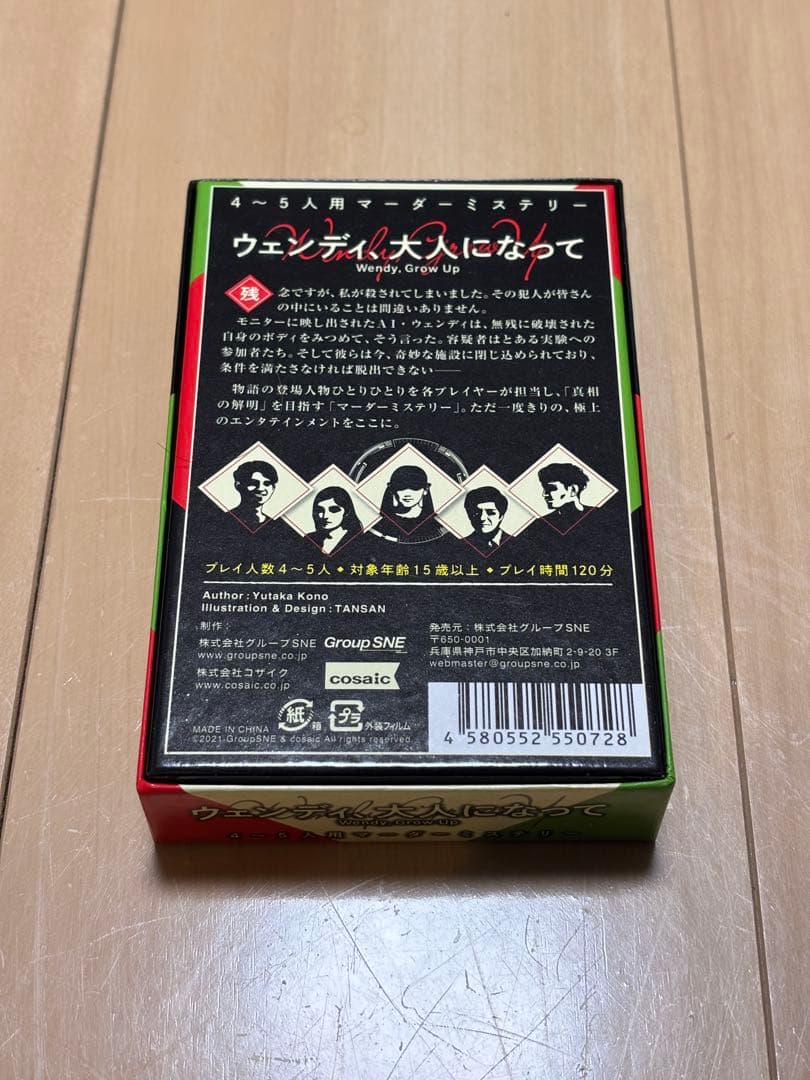 4～5人用マーダーミステリー
Wendy, Grow Up
ウェンディ、大人になって
Wendy, Grow Up
残念ですが、私が殺されてしまいました。その犯人が皆さん
の中にいることは間違いありません。
モニターに映し出されたAI・ウェンディは、無残に破壊された
自身のボディをみつめて、そう言った。容疑者はとある実験への
参加者たち。そして彼らは今、奇妙な施設に閉じ込められており、
条件を満たさなければ脱出できない――
物語の登場人物ひとりひとりを各プレイヤーが担当し、「真相
の解明」を目指す「マーダーミステリー」。ただ一度きりの、極上
のエンタテインメントをここに。
プレイ人数4～5人◆対象年齢15歳以上◆プレイ時間120分
Author : Yutaka Kono
Illustration & Design : TANSAN
制作：
株式会社グループSNE
www.groupsne.co.jp
Group SNE
株式会社コザイク
www.cosaic.co.jp
cosaic
発売元：株式会社グループSNE
〒650-0001
兵庫県神戸市中央区加納町2-9-20 3F
webmaster@groupsne.co.jp
紙 箱
プラ 外装フィルム
MADE IN CHINA
©2021 GroupSNE & cosaic All rights reserved.
4 580552 550728
ウェンディ、大人になって
Wendy, Grow Up
4～5人用マーダーミステリー